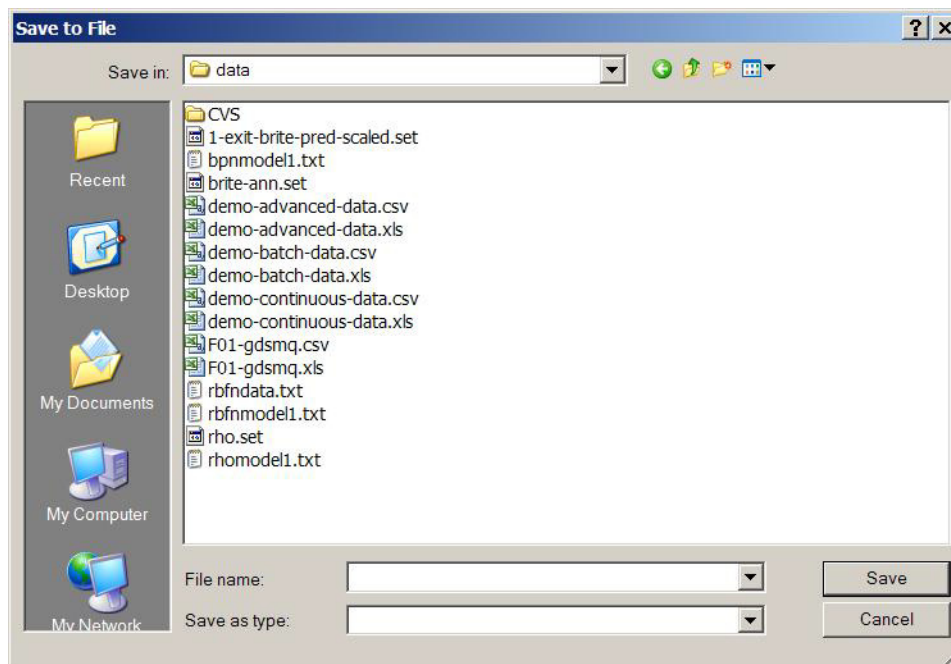 Save to File
Save in: data
Recent
Desktop
My Documents
My Computer
My Network
CVS
1-exit-brite-pred-scaled.set
bpnmodel1.txt
brite-ann.set
demo-advanced-data.csv
demo-advanced-data.xls
demo-batch-data.csv
demo-batch-data.xls
demo-continuous-data.csv
demo-continuous-data.xls
F01-gdsmq.csv
F01-gdsmq.xls
rbfndata.txt
rbfnmodel1.txt
rho.set
rhomodel1.txt
File name:
Save
Save as type:
Cancel